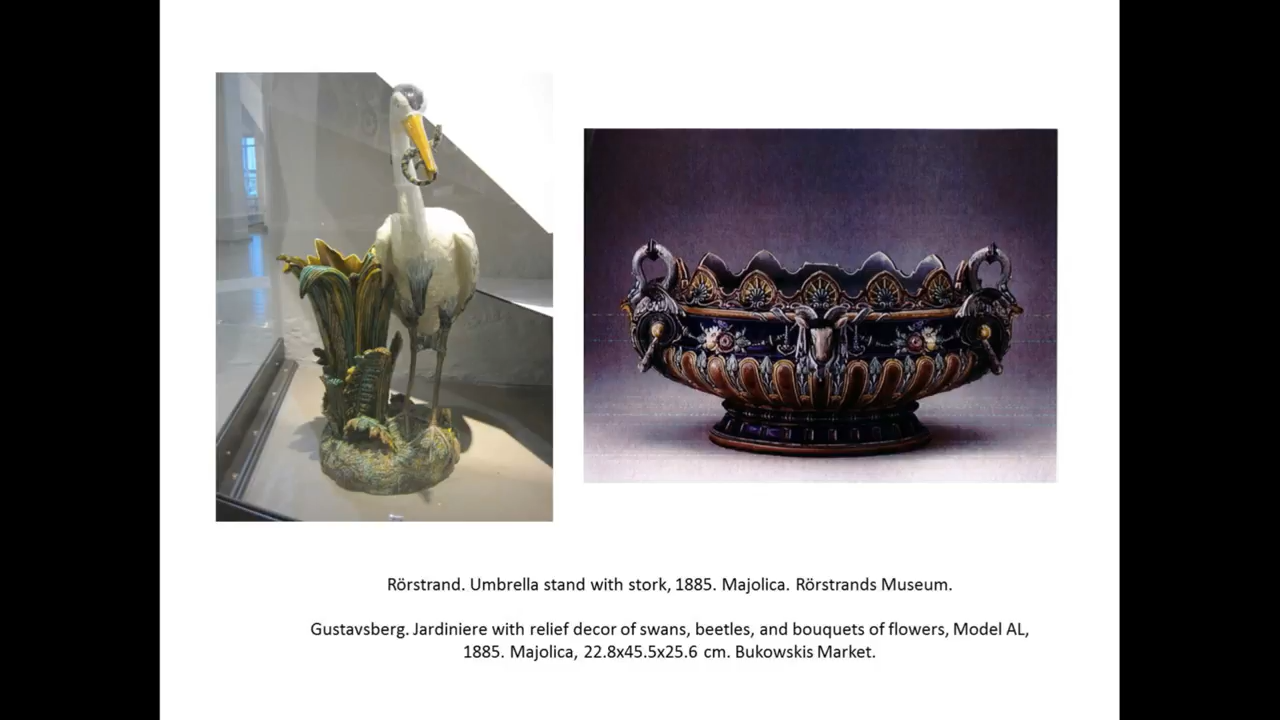 Rörstrand. Umbrella stand with stork, 1885. Majolica. Rörstrands Museum.
Gustavsberg. Jardiniere with relief decor of swans, beetles, and bouquets of flowers, Model AL,
1885. Majolica, 22.8x45.5x25.6 cm. Bukowskis Market.